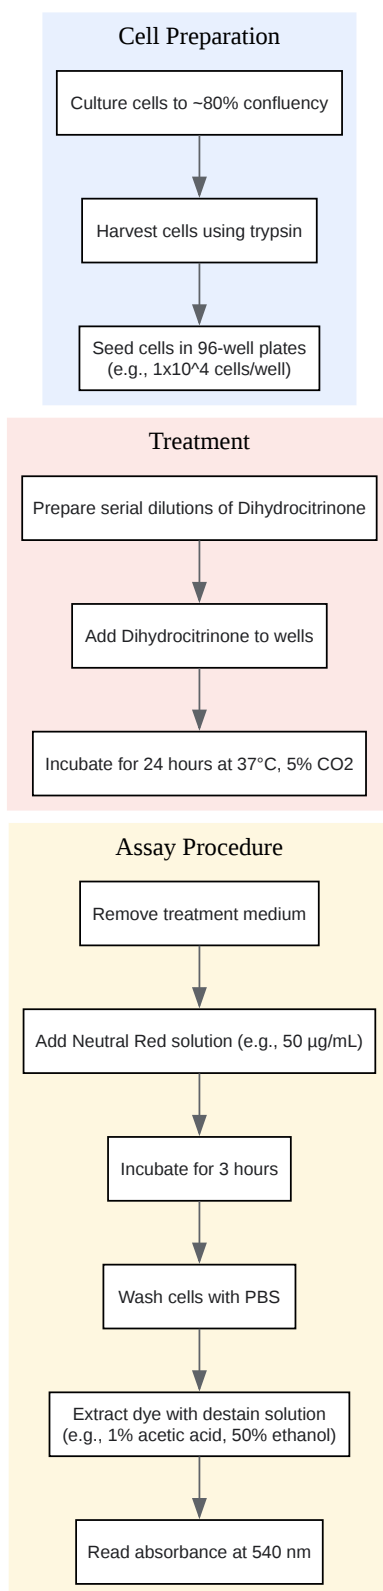 Cell Preparation
Culture cells to ~80% confluency
Harvest cells using trypsin
Seed cells in 96-well plates
(e.g., 1x10^4 cells/well)
Treatment
Prepare serial dilutions of Dihydrocitrinone
Add Dihydrocitrinone to wells
Incubate for 24 hours at 37°C, 5% CO2
Assay Procedure
Remove treatment medium
Add Neutral Red solution (e.g., 50 µg/mL)
Incubate for 3 hours
Wash cells with PBS
Extract dye with destain solution
(e.g., 1% acetic acid, 50% ethanol)
Read absorbance at 540 nm